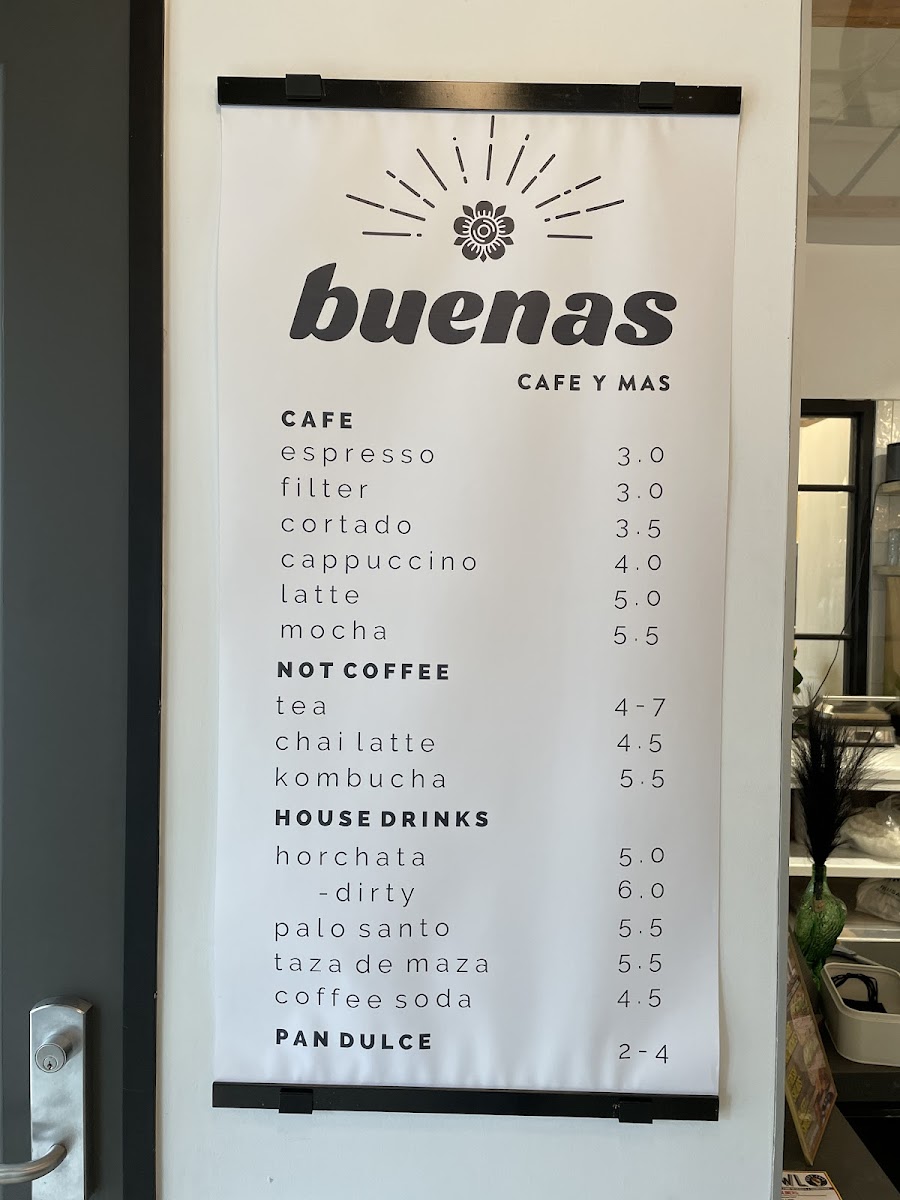 buenas
CAFE Y MAS
CAFE
espresso 3.0
filter 3.0
cortado 3.5
cappuccino 4.0
latte 5.0
mocha 5.5
NOT COFFEE
tea 4-7
chai latte 4.5
kombucha 5.5
HOUSE DRINKS
horchata 5.0
-dirty 6.0
palo santo 5.5
taza de maza 5.5
coffee soda 4.5
PAN DULCE 2-4